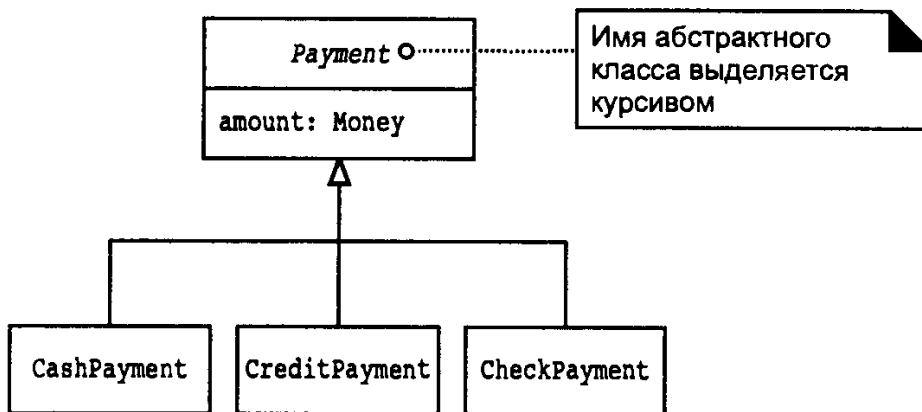 Payment
Имя абстрактного
класса выделяется
курсивом
amount: Money
CashPayment
CreditPayment
CheckPayment